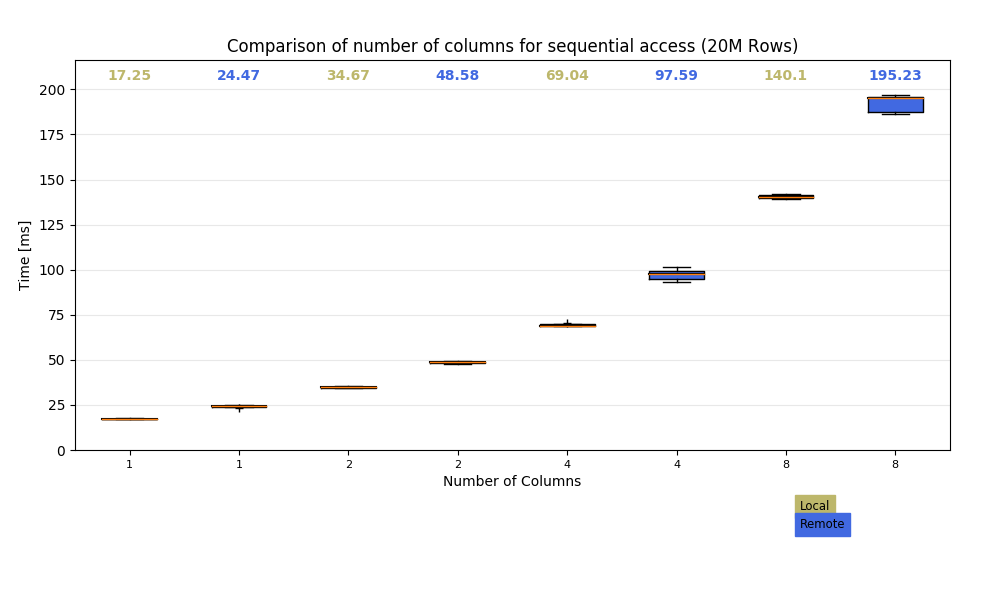 Comparison of number of columns for sequential access (20M Rows)
17.25 24.47 34.67 48.58 69.04 97.59 140.1 195.23
200
175
150
125
100
75
50
25
0
Time [ms]
1 1 2 2 4 4 8 8
Number of Columns
Local
Remote